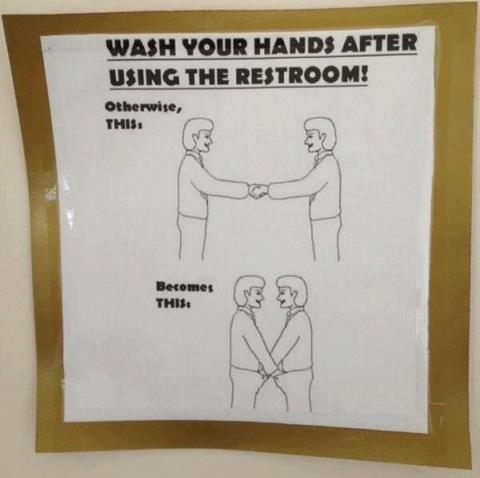 WASH YOUR HANDS AFTER
USING THE RESTROOM!
Otherwise,
THIS:
Becomes
THIS: